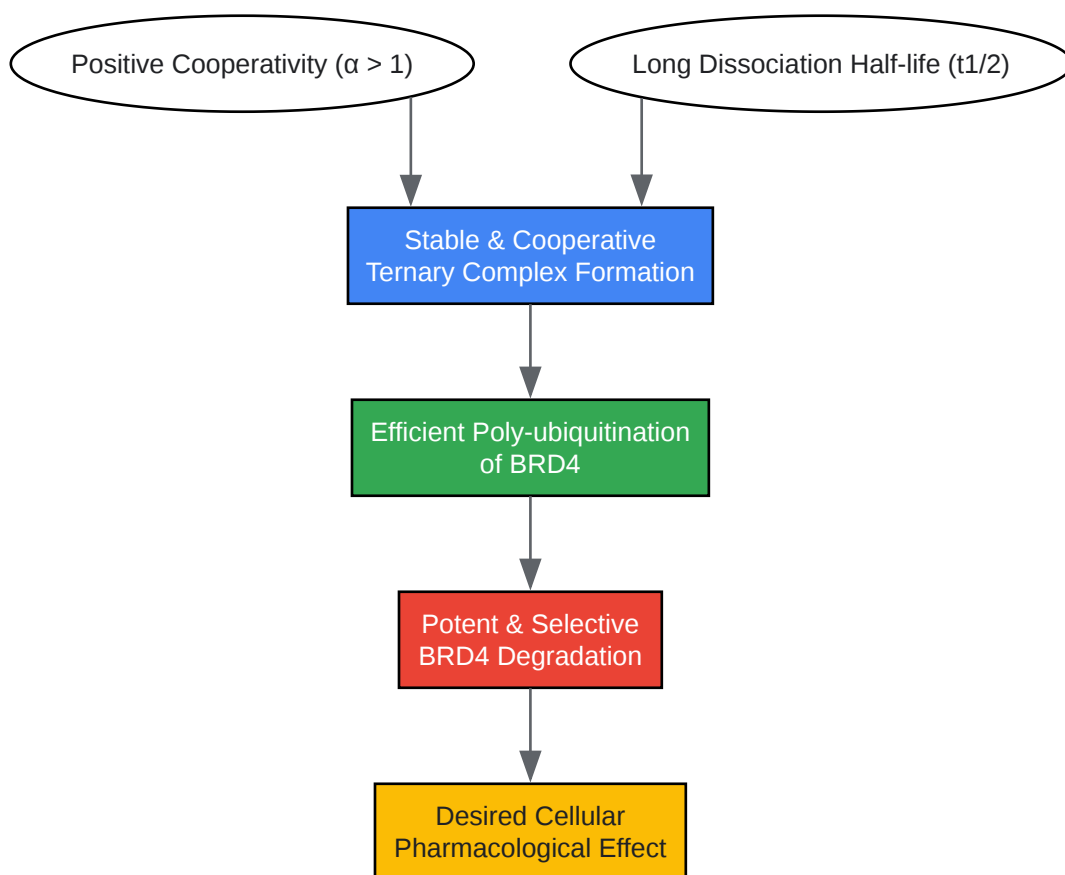 Positive Cooperativity (α > 1)
Long Dissociation Half-life (t1/2)
Stable & Cooperative
Ternary Complex Formation
Efficient Poly-ubiquitination
of BRD4
Potent & Selective
BRD4 Degradation
Desired Cellular
Pharmacological Effect